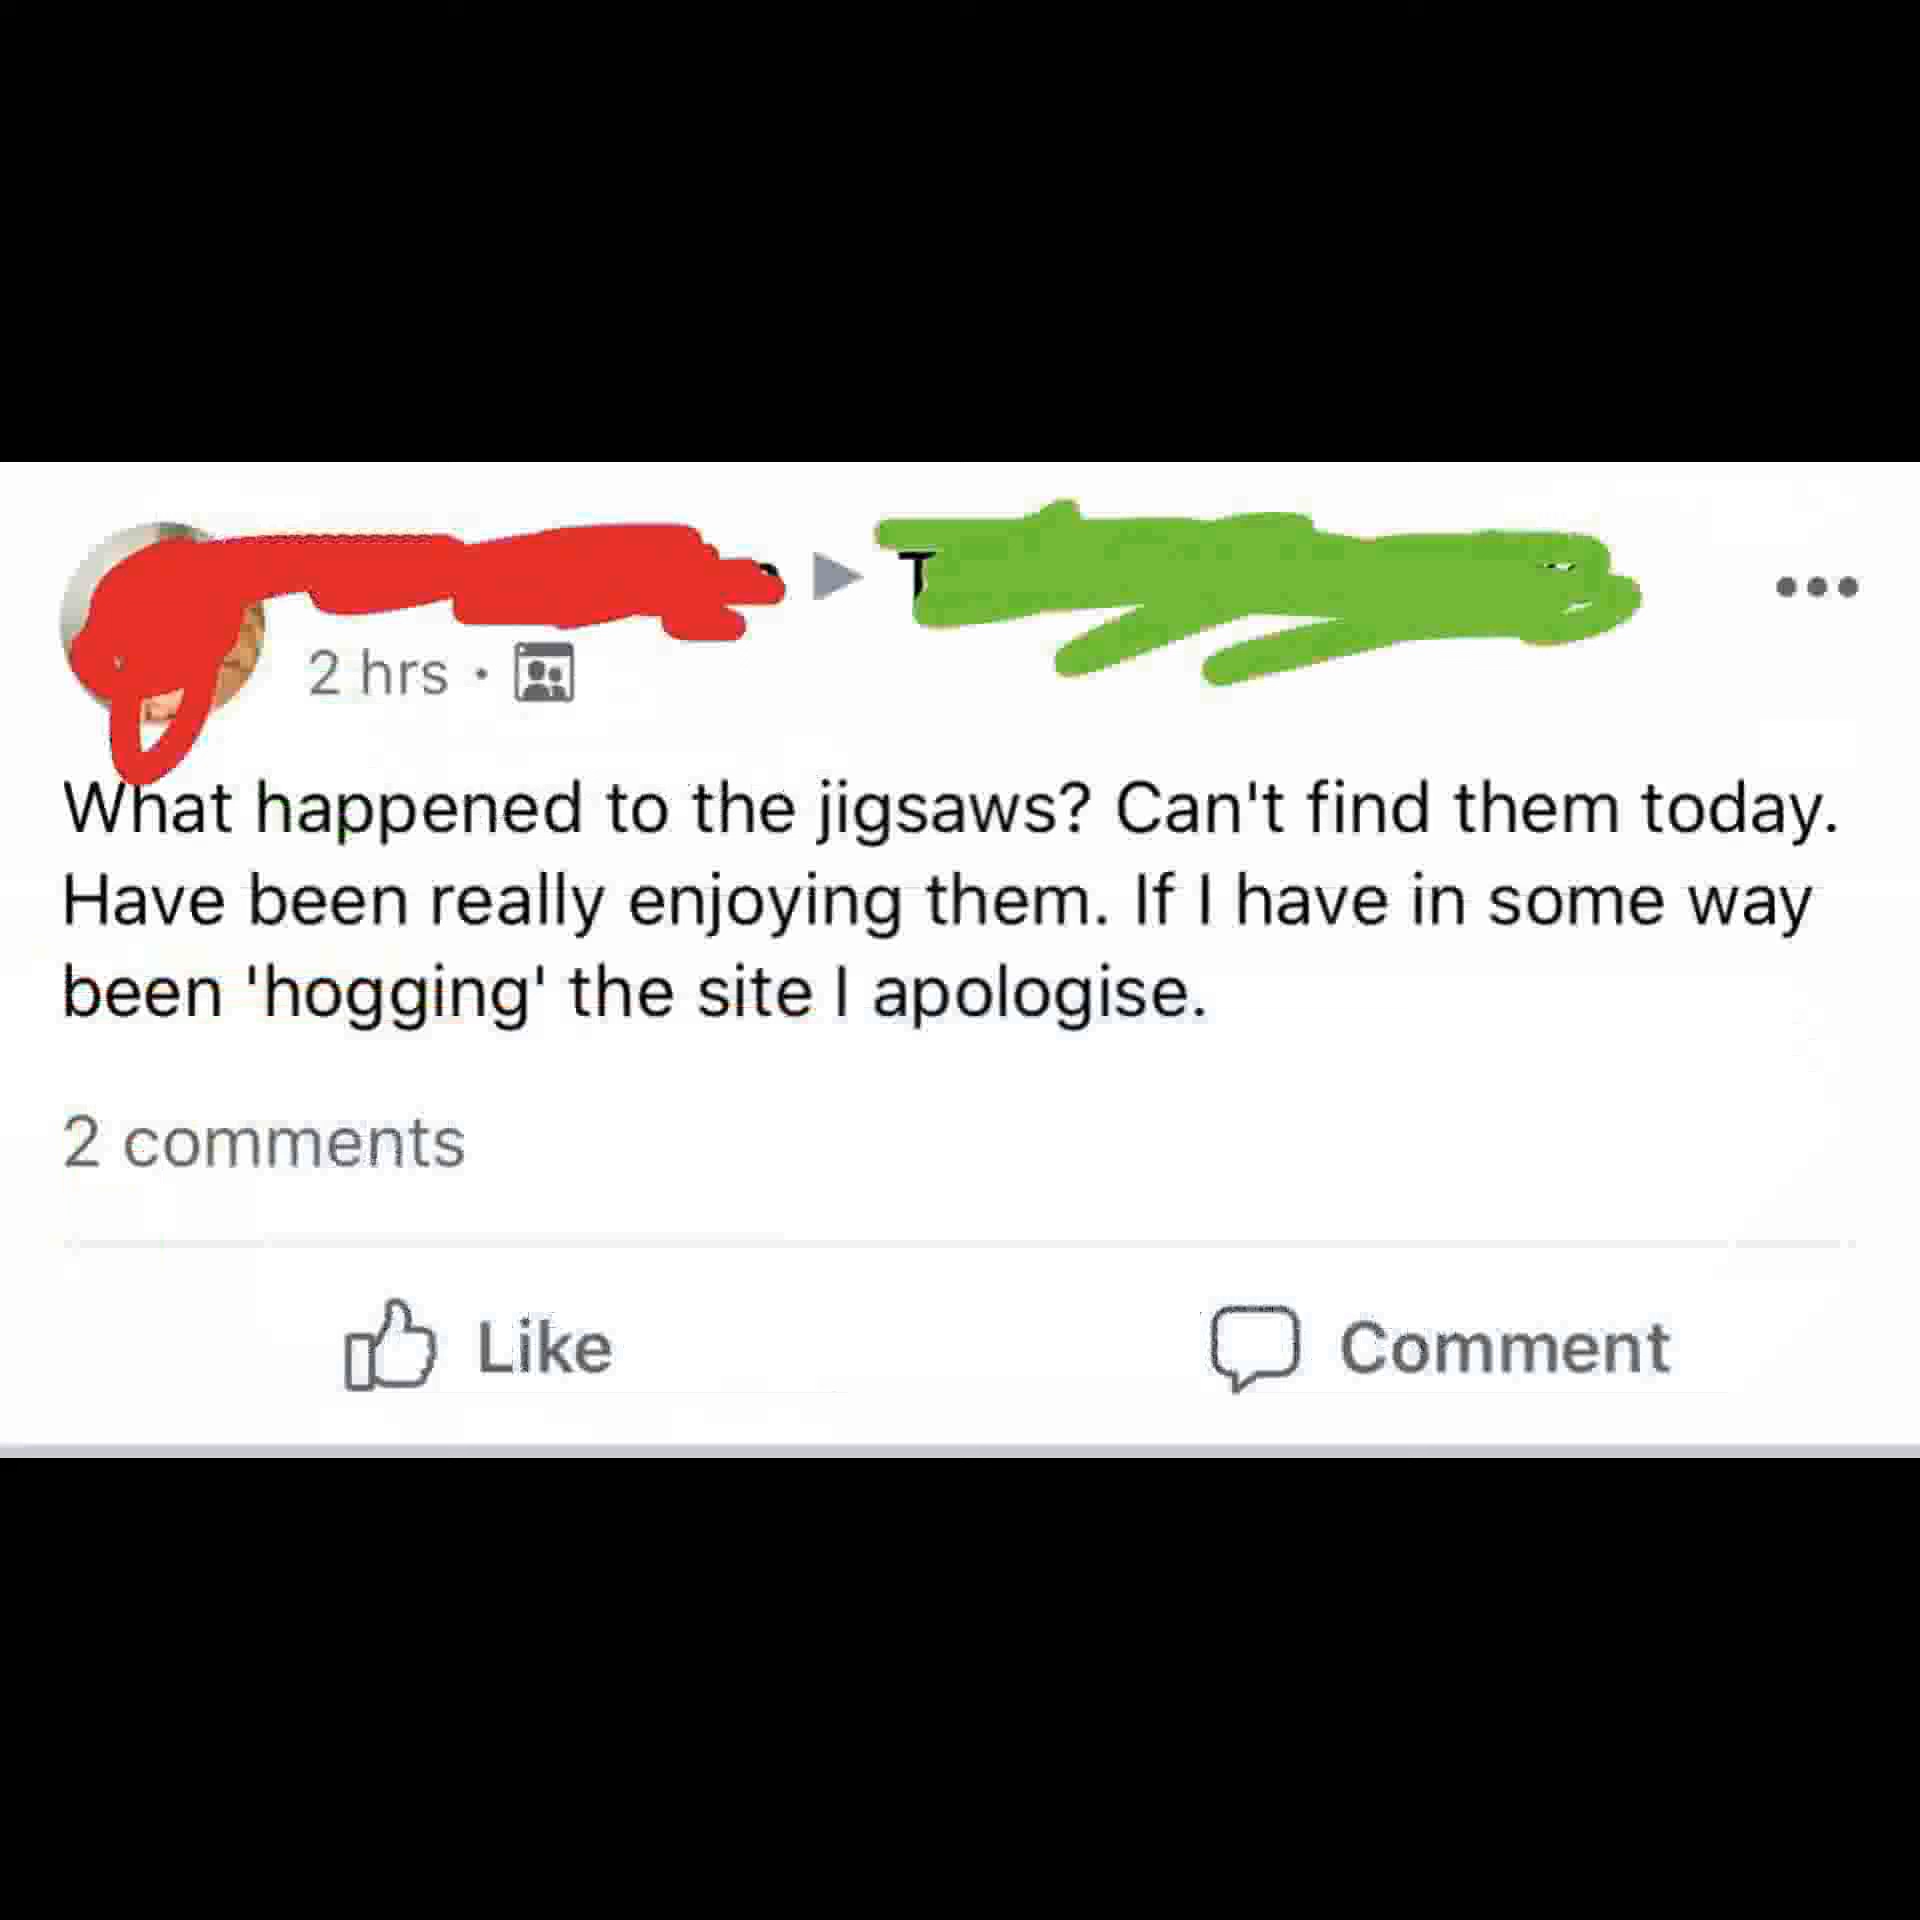 2 hrs ·
What happened to the jigsaws? Can't find them today.
Have been really enjoying them. If I have in some way
been 'hogging' the site I apologise.
2 comments
Like
Comment